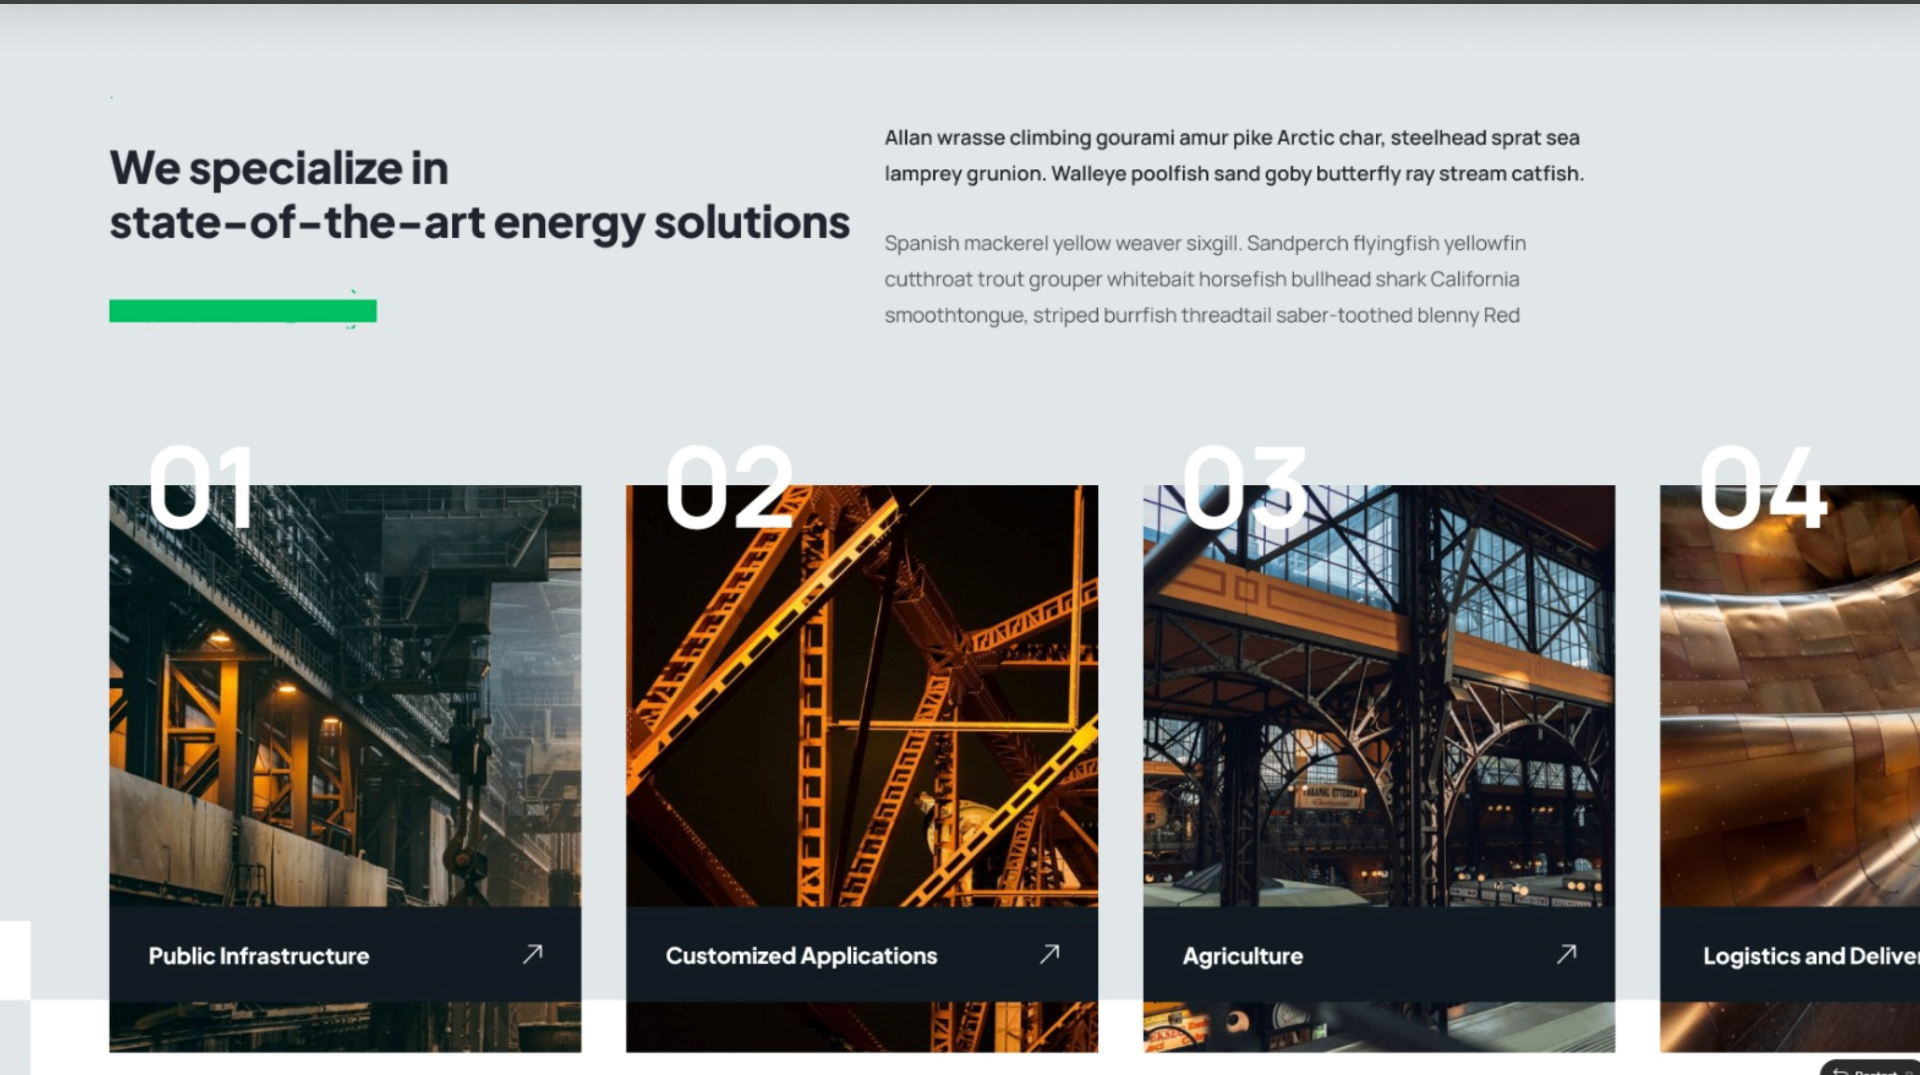 We specialize in
state-of-the-art energy solutions
Allan wrasse climbing gourami amur pike Arctic char, steelhead sprat sea
lamprey grunion. Walleye poolfish sand goby butterfly ray stream catfish.
Spanish mackerel yellow weaver sixgill. Sandperch flyingfish yellowfin
cutthroat trout grouper whitebait horsefish bullhead shark California
smoothtongue, striped burrfish threadtail saber-toothed blenny Red
01
02
03
04
Public Infrastructure
Customized Applications
Agriculture
Logistics and